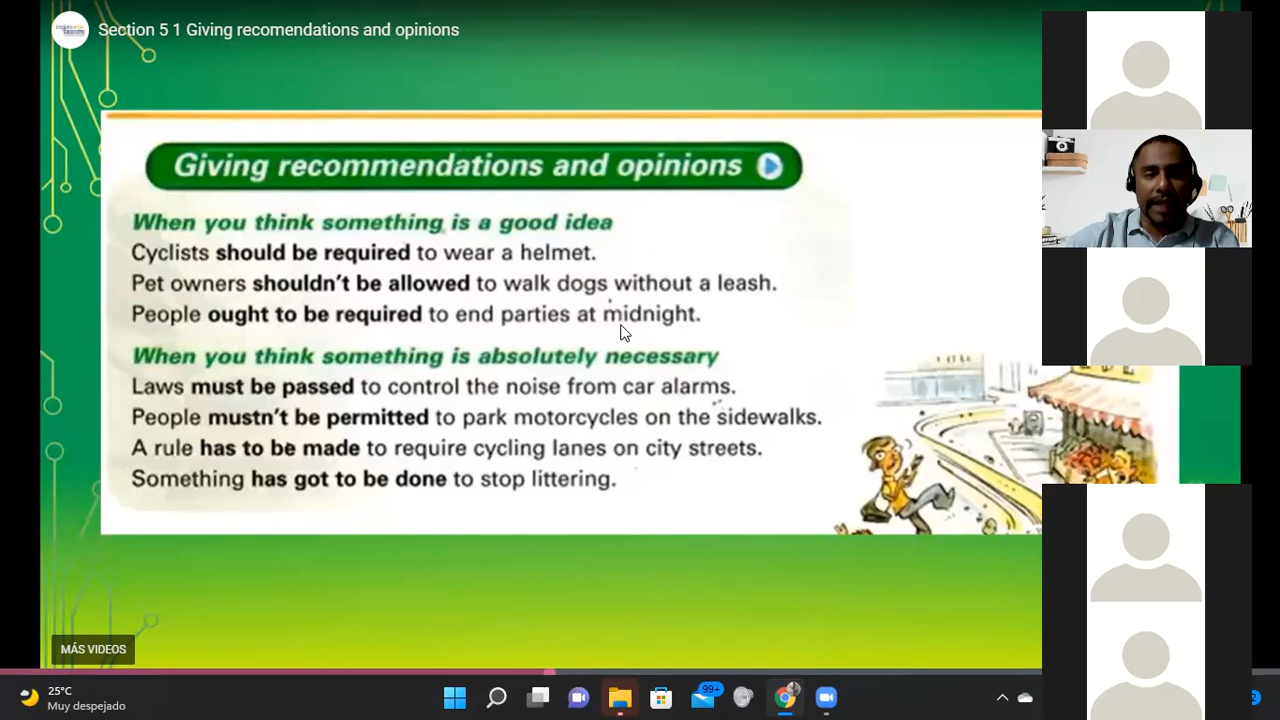 Section 5 1 Giving recomendations and opinions
Giving recommendations and opinions
When you think something is a good idea
Cyclists should be required to wear a helmet.
Pet owners shouldn't be allowed to walk dogs without a leash.
People ought to be required to end parties at midnight.
When you think something is absolutely necessary
Laws must be passed to control the noise from car alarms.
People mustn't be permitted to park motorcycles on the sidewalks.
A rule has to be made to require cycling lanes on city streets.
Something has got to be done to stop littering.
MÁS VIDEOS
25°C
Muy despejado
99+
2